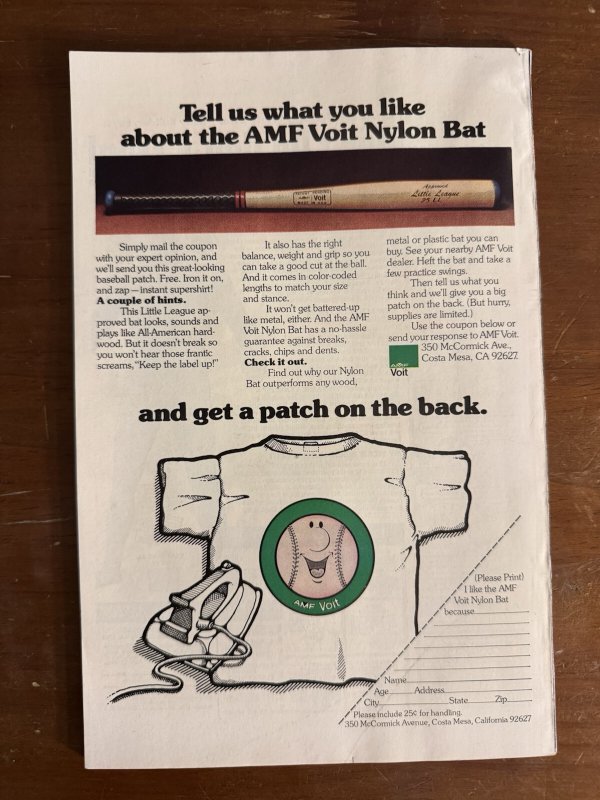 Tell us what you like
about the AMF Voit Nylon Bat
Voit
Approved
Little League
Simply mail the coupon
with your expert opinion, and
we'll send you this great-looking
baseball patch. Free. Iron it on,
and zap—instant supershirt!
A couple of hints.
This Little League ap-
proved bat looks, sounds and
plays like All-American hard-
wood. But it doesn't break so
you won't hear those frantic
screams, "Keep the label up!"
It also has the right
balance, weight and grip so you
can take a good cut at the ball.
And it comes in color-coded
lengths to match your size
and stance.
It won't get battered-up
like metal, either. And the AMF
Voit Nylon Bat has a no-hassle
guarantee against breaks,
cracks, chips and dents.
Check it out.
Find out why our Nylon
Bat outperforms any wood,
metal or plastic bat you can
buy. See your nearby AMF Voit
dealer. Heft the bat and take a
few practice swings.
Then tell us what you
think and we'll give you a big
patch on the back. (But hurry,
supplies are limited.)
Use the coupon below or
send your response to AMF Voit.
350 McCormick Ave.,
Costa Mesa, CA 92627.
AMF
Voit
and get a patch on the back.
AMF Voit
(Please Print)
I like the AMF
Voit Nylon Bat
because
Name
Age Address
City State Zip
Please include 25¢ for handling.
350 McCormick Avenue, Costa Mesa, California 92627